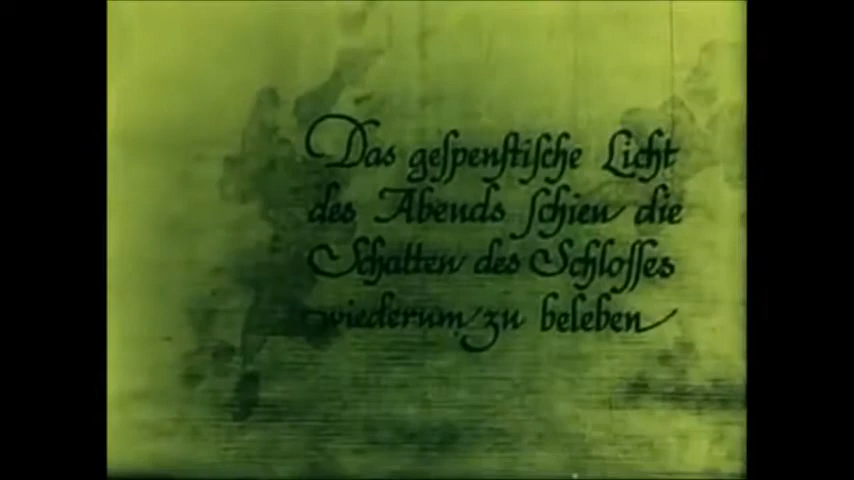 Das geſpenſtiſche Licht
des Abends ſchien die
Schatten des Schloſſes
wiederum zu beleben